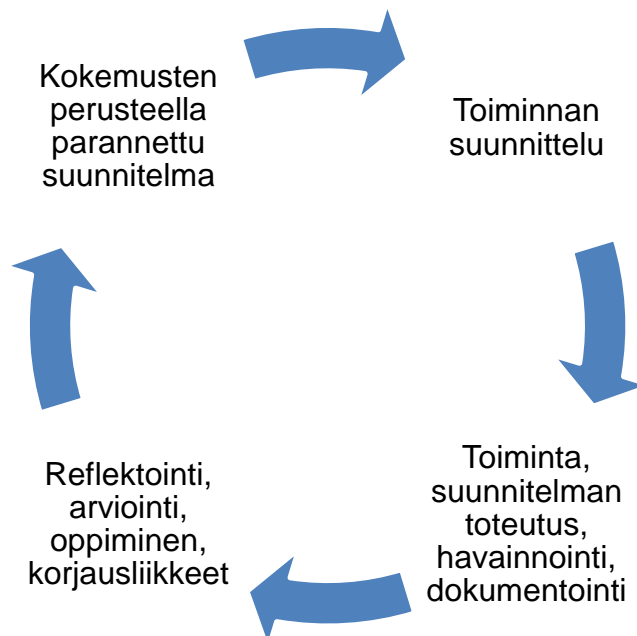 Kokemusten
perusteella
parannettu
suunnitelma
Toiminnan
suunnittelu
Toiminta,
suunnitelman
toteutus,
havainnointi,
dokumentointi
Reflektointi,
arviointi,
oppiminen,
korjausliikkeet